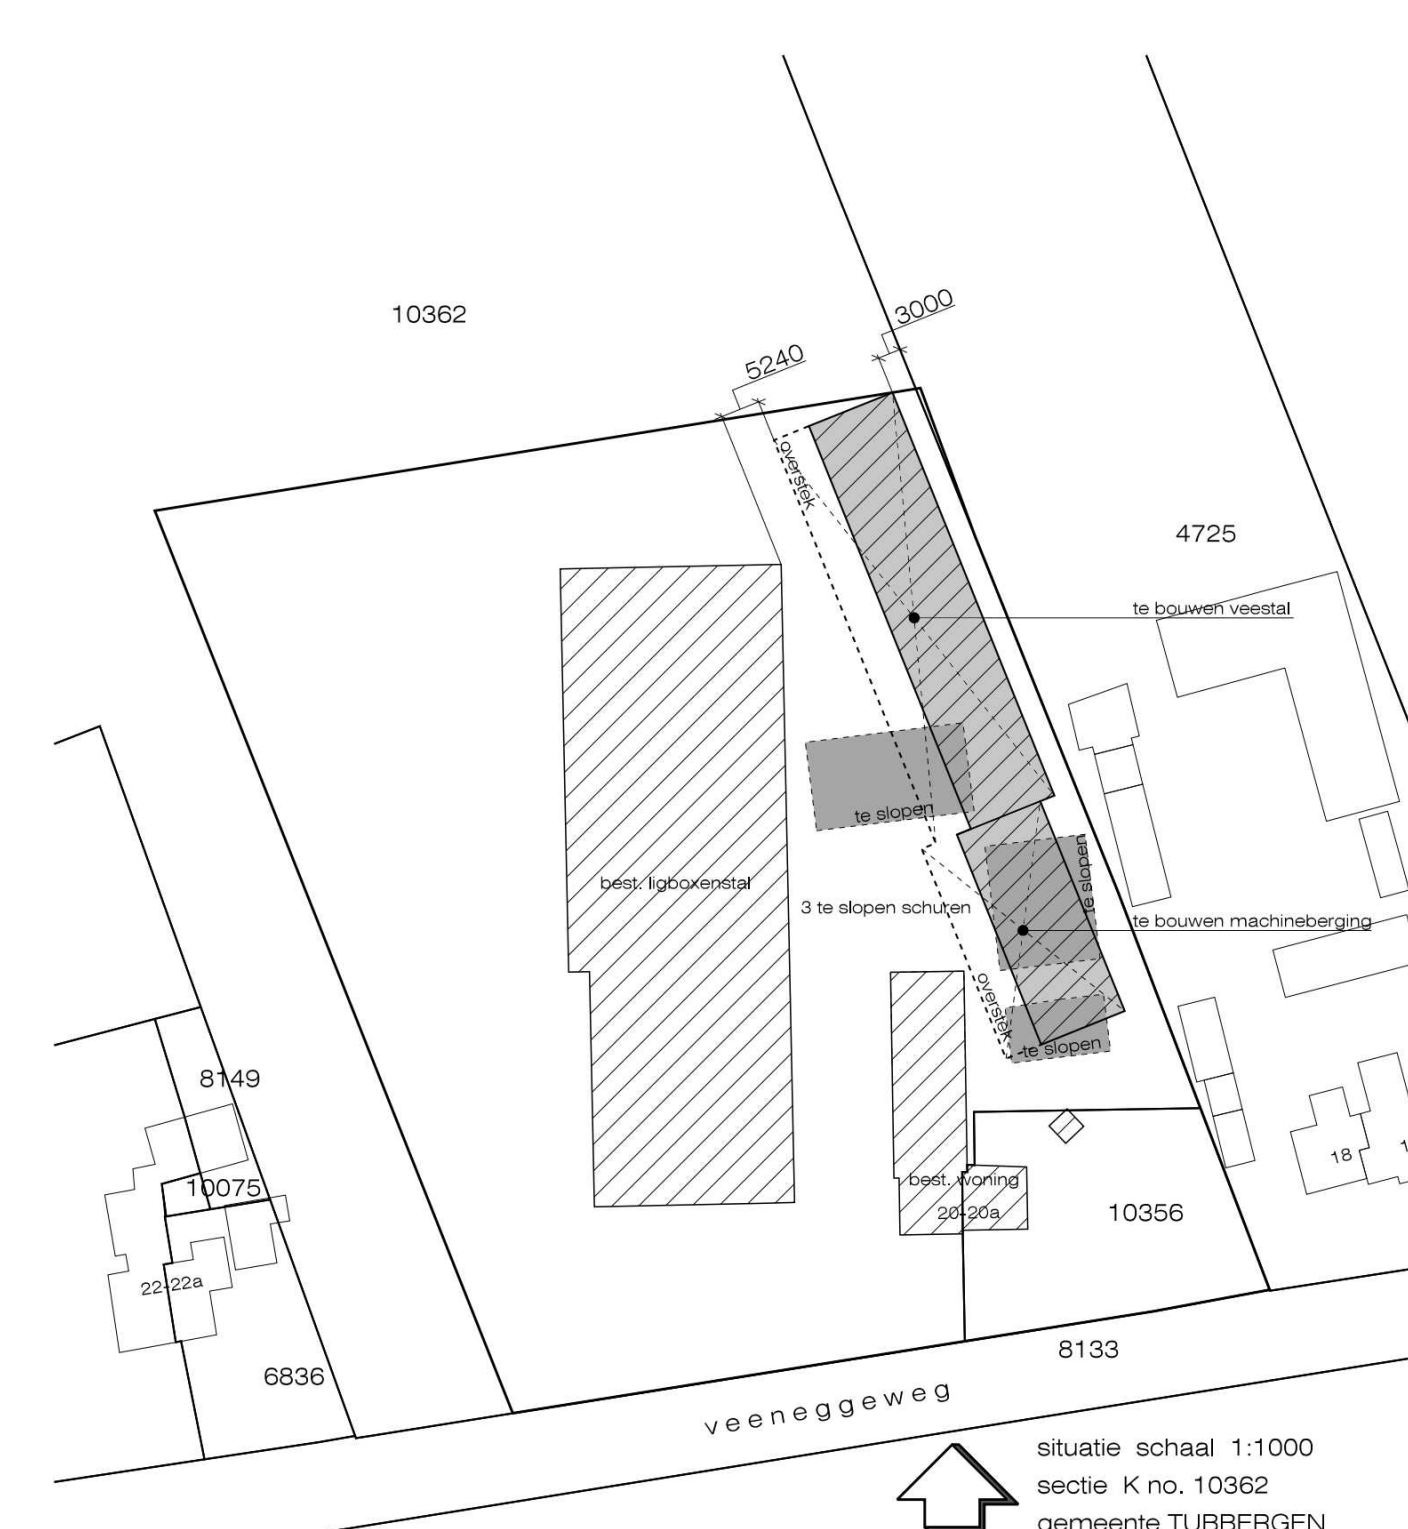 3000
10362
5240
overstek
4725
te bouwen veestal
te slopen
te slopen
best. ligboxenstal
3 te slopen schuren
te bouwen machineberging
overstek
te slopen
8149
18
best. woning
10075
20-20a
10356
22-22a
8133
6836
veeneggeweg
situatie schaal 1:1000
sectie K no. 10362
gemeente TUBBERGEN